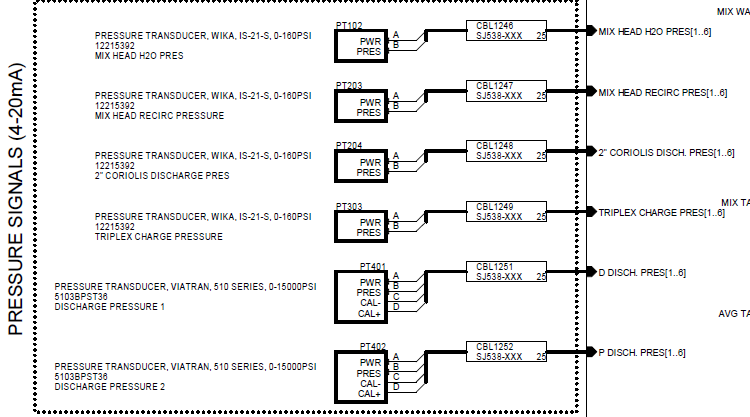 MIX WA
PRESSURE SIGNALS (4-20mA)
PRESSURE TRANSDUCER, WIKA, IS-21-S, 0-160PSI
12215392
MIX HEAD H2O PRES
PT102
PWR A
PRES B
CBL1246
SJ538-XXX 25
MIX HEAD H2O PRES[1..6]
PRESSURE TRANSDUCER, WIKA, IS-21-S, 0-160PSI
12215392
MIX HEAD RECIRC PRESSURE
PT203
PWR A
PRES B
CBL1247
SJ538-XXX 25
MIX HEAD RECIRC PRES[1..6]
PRESSURE TRANSDUCER, WIKA, IS-21-S, 0-160PSI
12215392
2" CORIOLIS DISCHARGE PRES
PT204
PWR A
PRES B
CBL1248
SJ538-XXX 25
2" CORIOLIS DISCH. PRES[1..6]
MIX TA
PRESSURE TRANSDUCER, WIKA, IS-21-S, 0-160PSI
12215392
TRIPLEX CHARGE PRESSURE
PT303
PWR A
PRES B
CBL1249
SJ538-XXX 25
TRIPLEX CHARGE PRES[1..6]
PRESSURE TRANSDUCER, VIATRAN, 510 SERIES, 0-15000PSI
5103BPST36
DISCHARGE PRESSURE 1
PT401
PWR A
PRES B
CAL- C
CAL+ D
CBL1251
SJ538-XXX 25
D DISCH. PRES[1..6]
AVG TA
PRESSURE TRANSDUCER, VIATRAN, 510 SERIES, 0-15000PSI
5103BPST36
DISCHARGE PRESSURE 2
PT402
PWR A
PRES B
CAL- C
CAL+ D
CBL1252
SJ538-XXX 25
P DISCH. PRES[1..6]